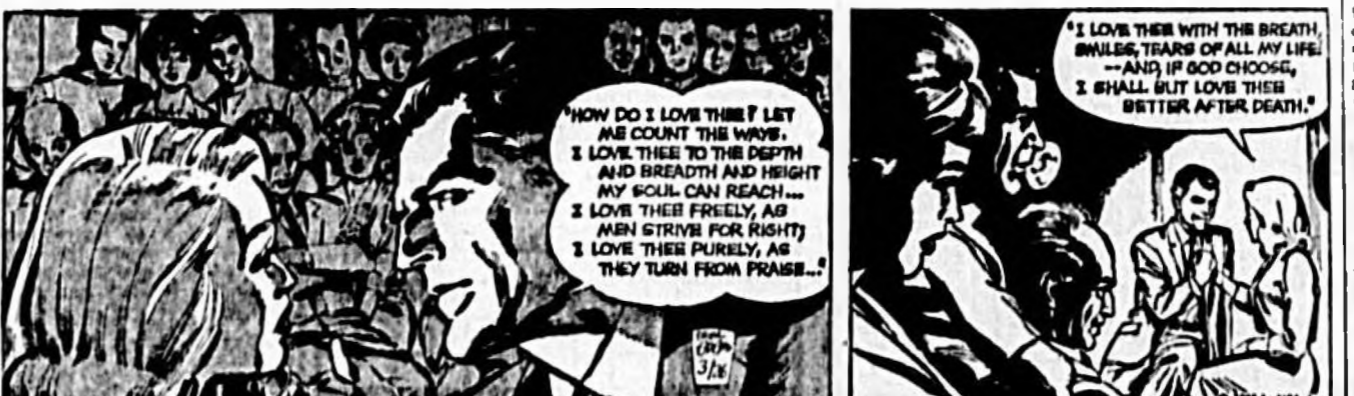 "HOW DO I LOVE THEE? LET
ME COUNT THE WAYS.
I LOVE THEE TO THE DEPTH
AND BREADTH AND HEIGHT
MY SOUL CAN REACH...
I LOVE THEE FREELY, AS
MEN STRIVE FOR RIGHT;
I LOVE THEE PURELY, AS
THEY TURN FROM PRAISE..."
3/26
"I LOVE THEE WITH THE BREATH,
SMILES, TEARS OF ALL MY LIFE!
--AND, IF GOD CHOOSE,
I SHALL BUT LOVE THEE
BETTER AFTER DEATH."